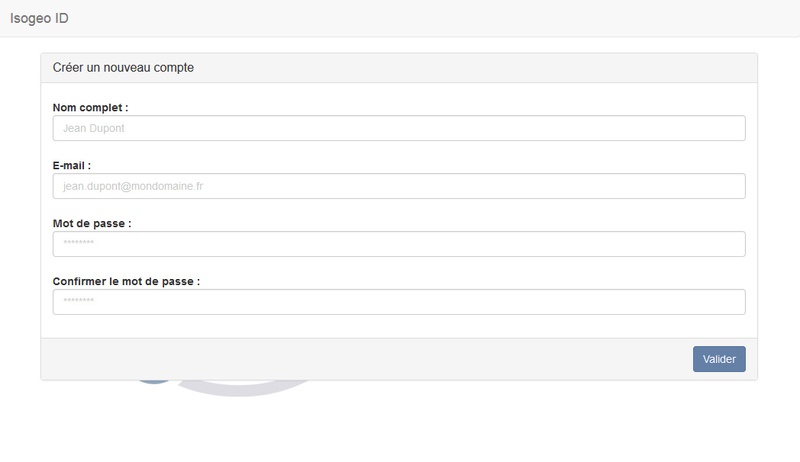 Isogeo ID
Créer un nouveau compte
Nom complet :
Jean Dupont
E-mail :
jean.dupont@mondomaine.fr
Mot de passe :
********
Confirmer le mot de passe :
********
Valider